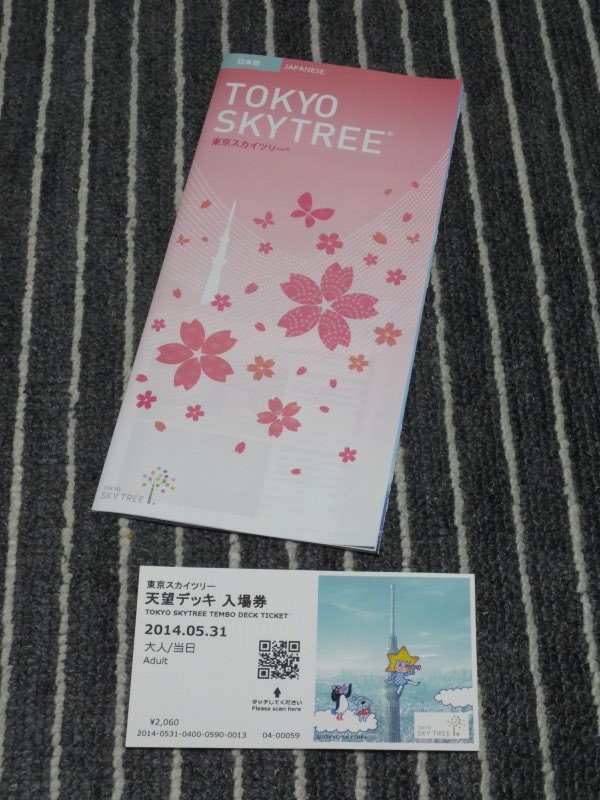 日本語
JAPANESE
TOKYO
SKYTREE®
東京スカイツリー®
TOKYO
SKYTREE
東京スカイツリー
天望デッキ 入場券
TOKYO SKYTREE TEMBO DECK TICKET
2014.05.31
大人/当日
Adult
タッチしてください
Please scan here
¥2,060
2014-0531-0400-0590-0013 04-00059
©TOKYO-SKYTREE
TOKYO
SKYTREE